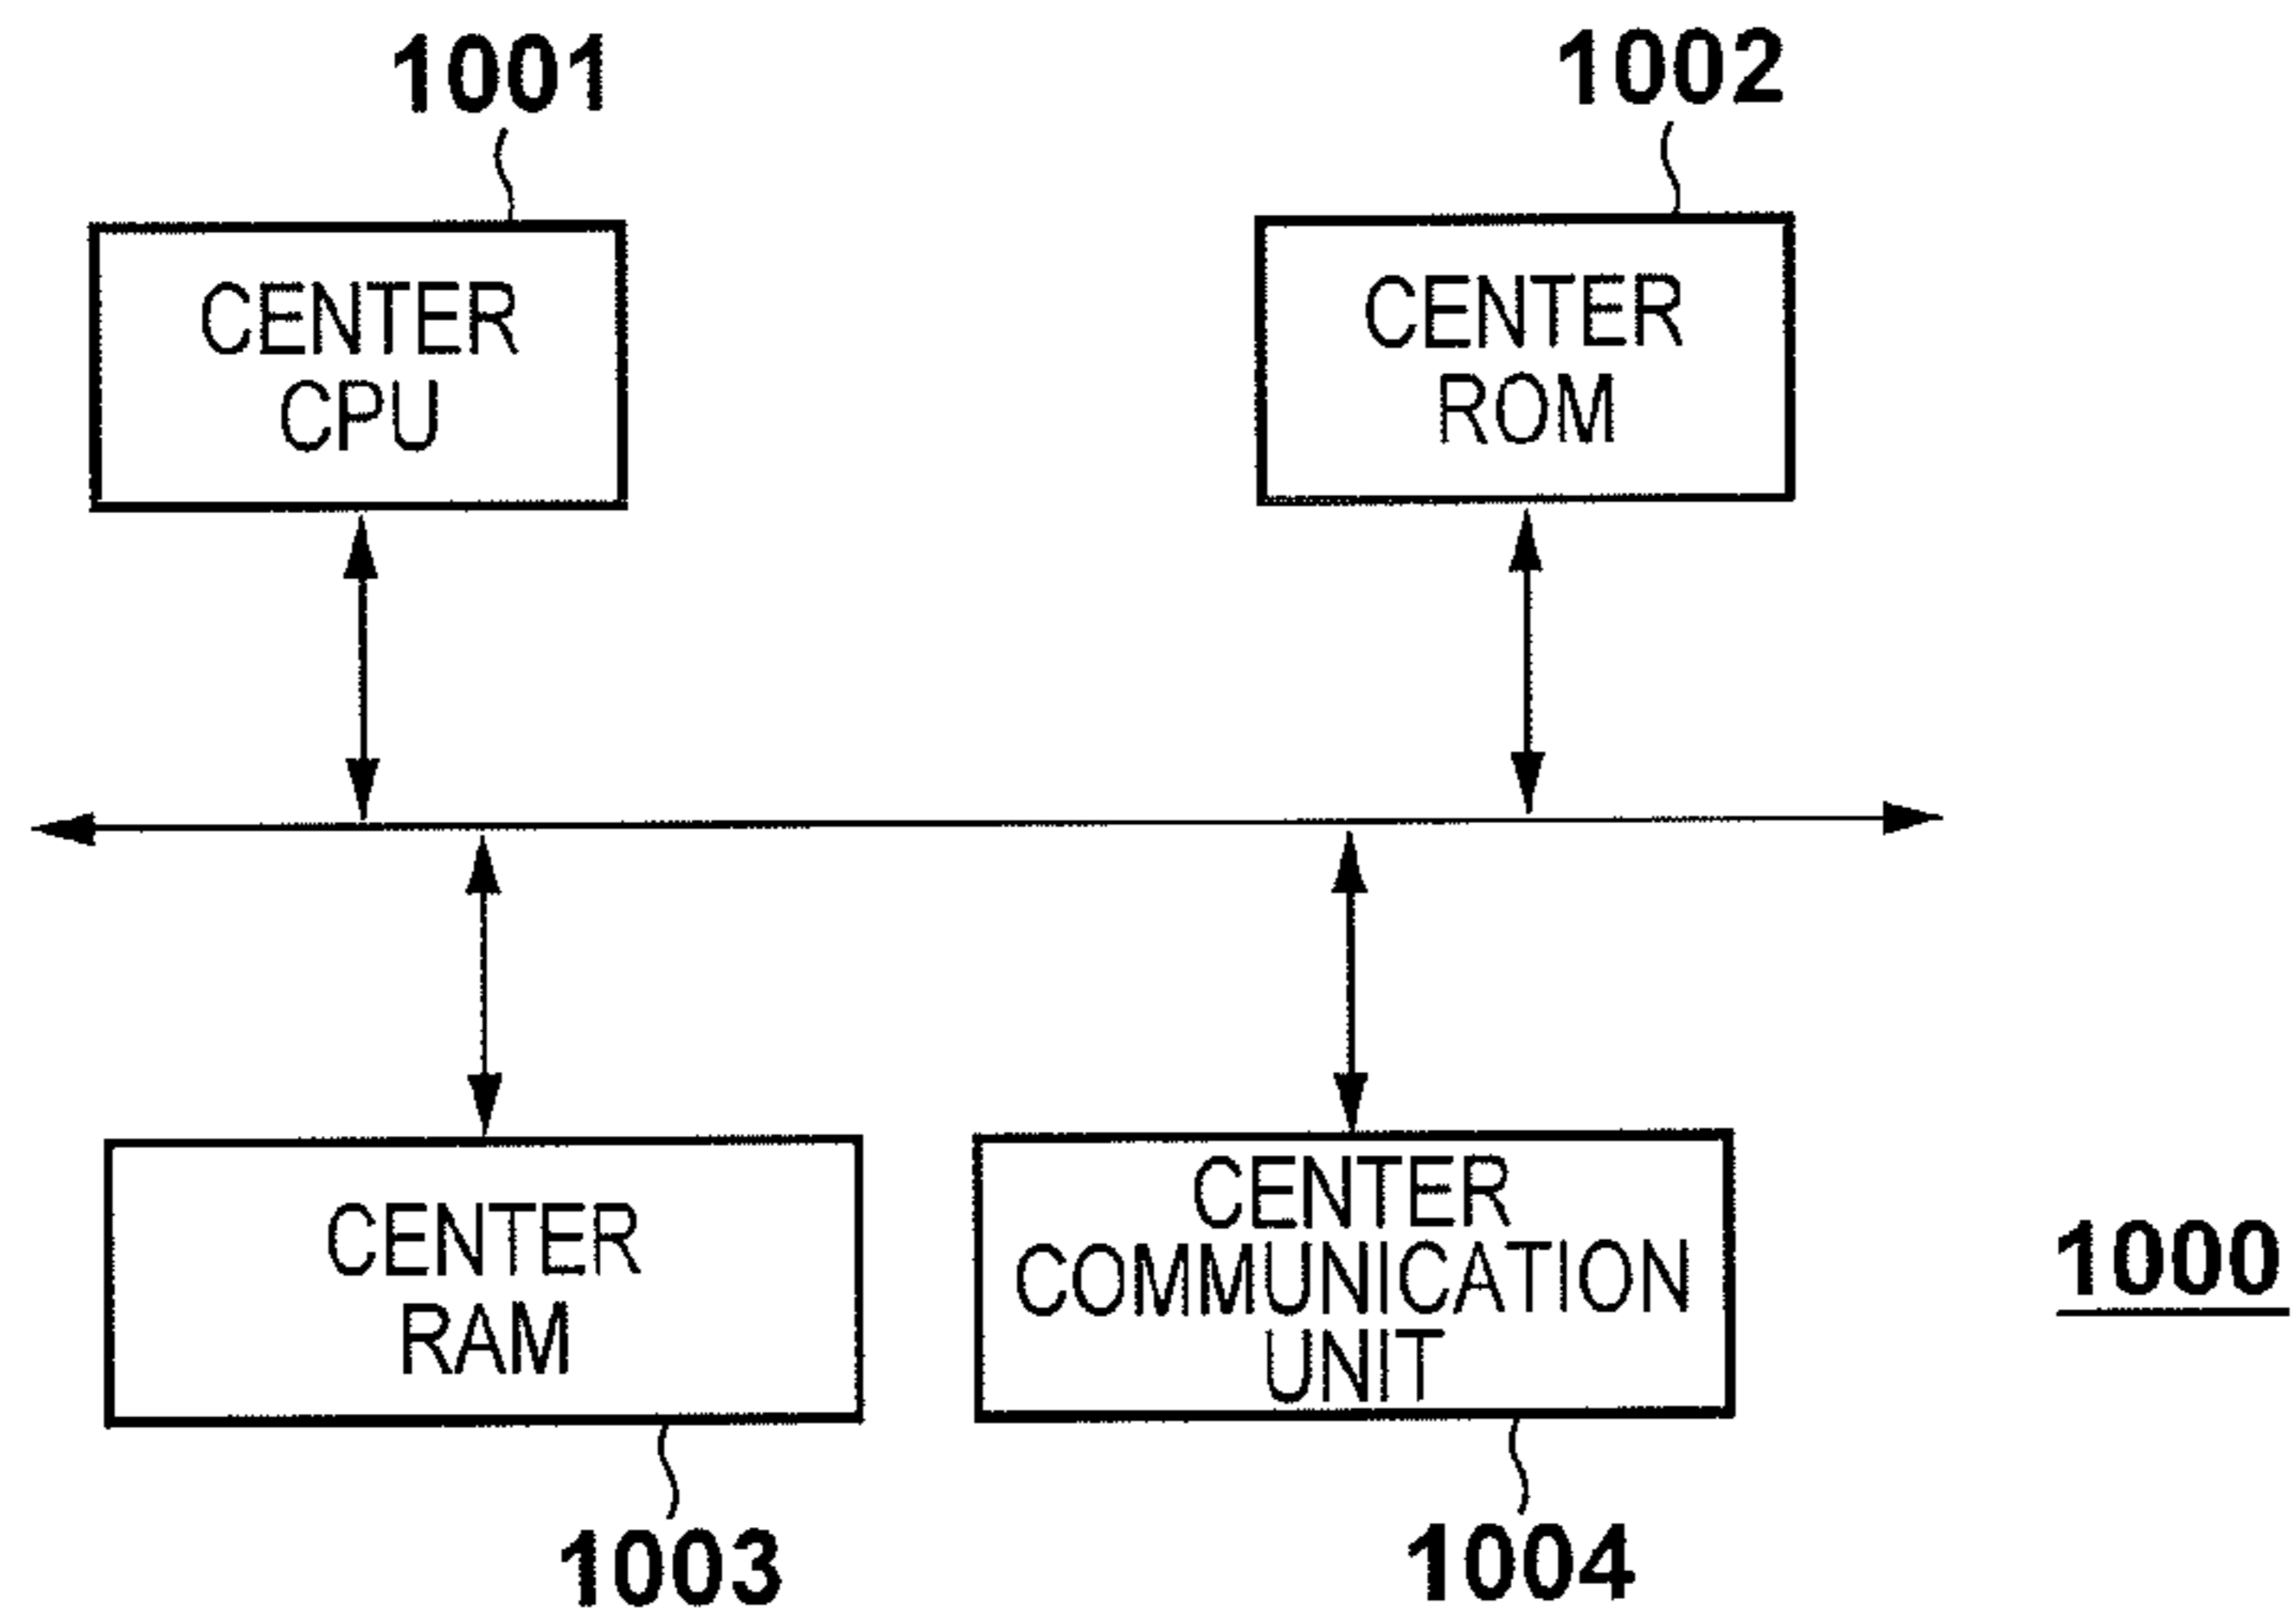 1001
1002
CENTER
CPU
CENTER
ROM
CENTER
RAM
CENTER
COMMUNICATION
UNIT
1000
1003
1004